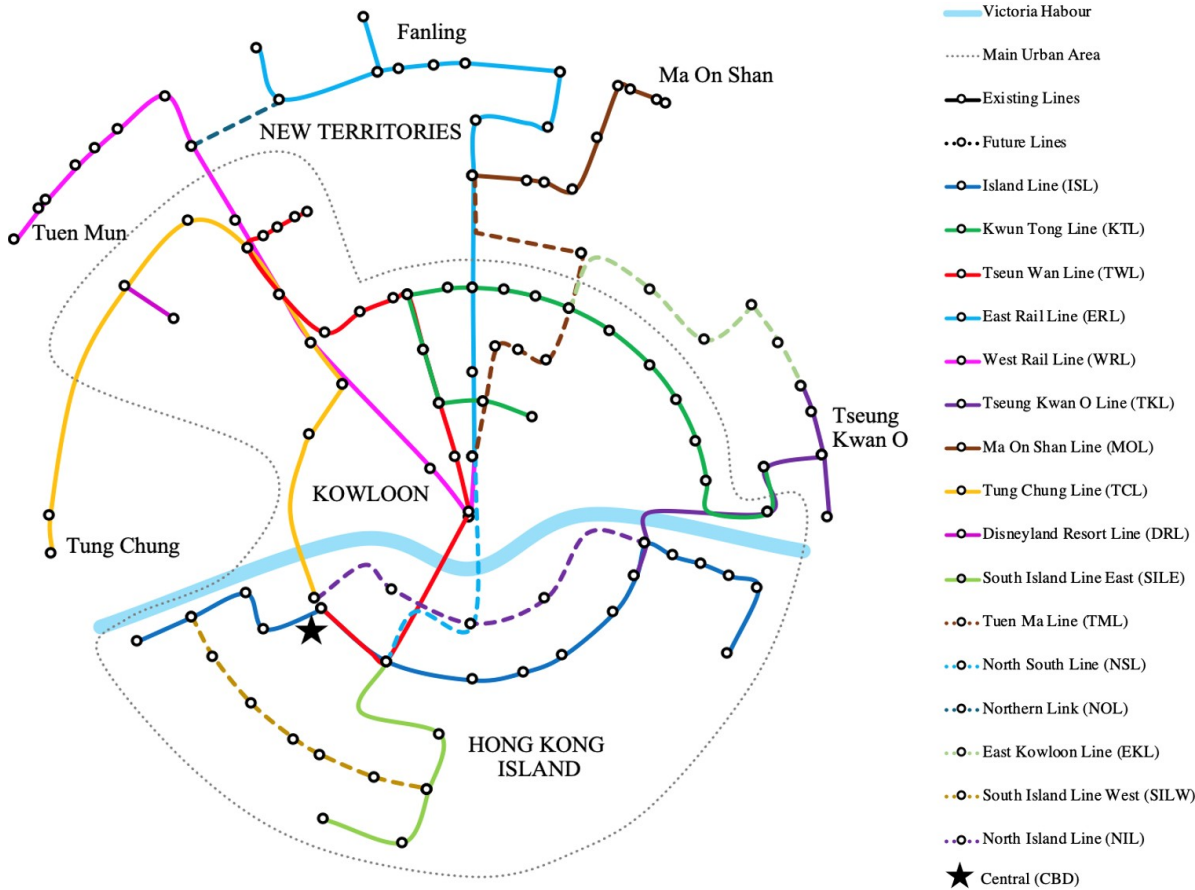 Fanling
Ma On Shan
NEW TERRITORIES
Tuen Mun
Tseung
Kwan O
KOWLOON
Tung Chung
HONG KONG
ISLAND
Victoria Habour
Main Urban Area
Existing Lines
Future Lines
Island Line (ISL)
Kwun Tong Line (KTL)
Tseun Wan Line (TWL)
East Rail Line (ERL)
West Rail Line (WRL)
Tseung Kwan O Line (TKL)
Ma On Shan Line (MOL)
Tung Chung Line (TCL)
Disneyland Resort Line (DRL)
South Island Line East (SILE)
Tuen Ma Line (TML)
North South Line (NSL)
Northern Link (NOL)
East Kowloon Line (EKL)
South Island Line West (SILW)
North Island Line (NIL)
Central (CBD)